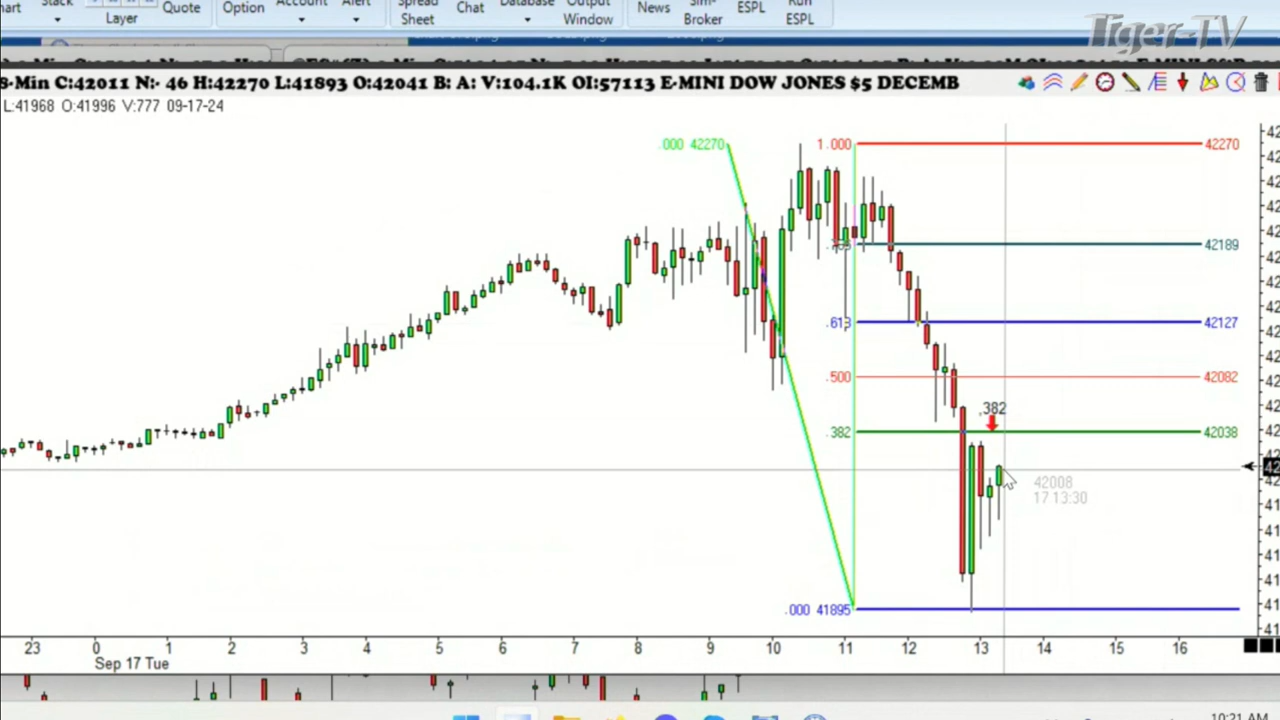 Stack
Layer
Quote
Option
Account
Alert
Spread
Sheet
Chat
Database
Output
Window
News
Sim-
Broker
ESPL
Run
ESPL
Tiger-TV
8-Min C:42011 N:- 46 H:42270 L:41893 O:42041 B: A: V:104.1K OI:57113 E-MINI DOW JONES $5 DECEMB
L:41968 O:41996 V:777 09-17-24
.000 42270
1.000
42270
42189
.613
42127
.500
42082
.382
.382
42038
42008
17 13:30
.000 41895
23 0 1 2 3 4 5 6 7 8 9 10 11 12 13 14 15 16
Sep 17 Tue
10:21 AM